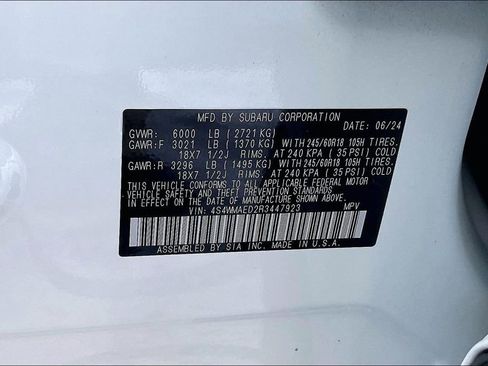 MFD BY SUBARU CORPORATION
DATE: 06/24
GVWR: 6000 LB (2721 KG)
GAWR:F 3021 LB (1370 KG) WITH 245/60R18 105H TIRES
18X7 1/2J RIMS. AT 240 KPA (35 PSI) COLD
GAWR:R 3296 LB (1495 KG) WITH 245/60R18 105H TIRES
18X7 1/2J RIMS. AT 240 KPA (35 PSI) COLD
THIS VEHICLE CONFORMS TO ALL APPLICABLE FEDERAL MOTOR
VEHICLE SAFETY AND THEFT PREVENTION STANDARDS IN
EFFECT ON THE DATE OF MANUFACTURE SHOWN ABOVE.
VIN: 4S4WMAED2R3447923 MPV
ASSEMBLED BY SIA INC. MADE IN U.S.A.